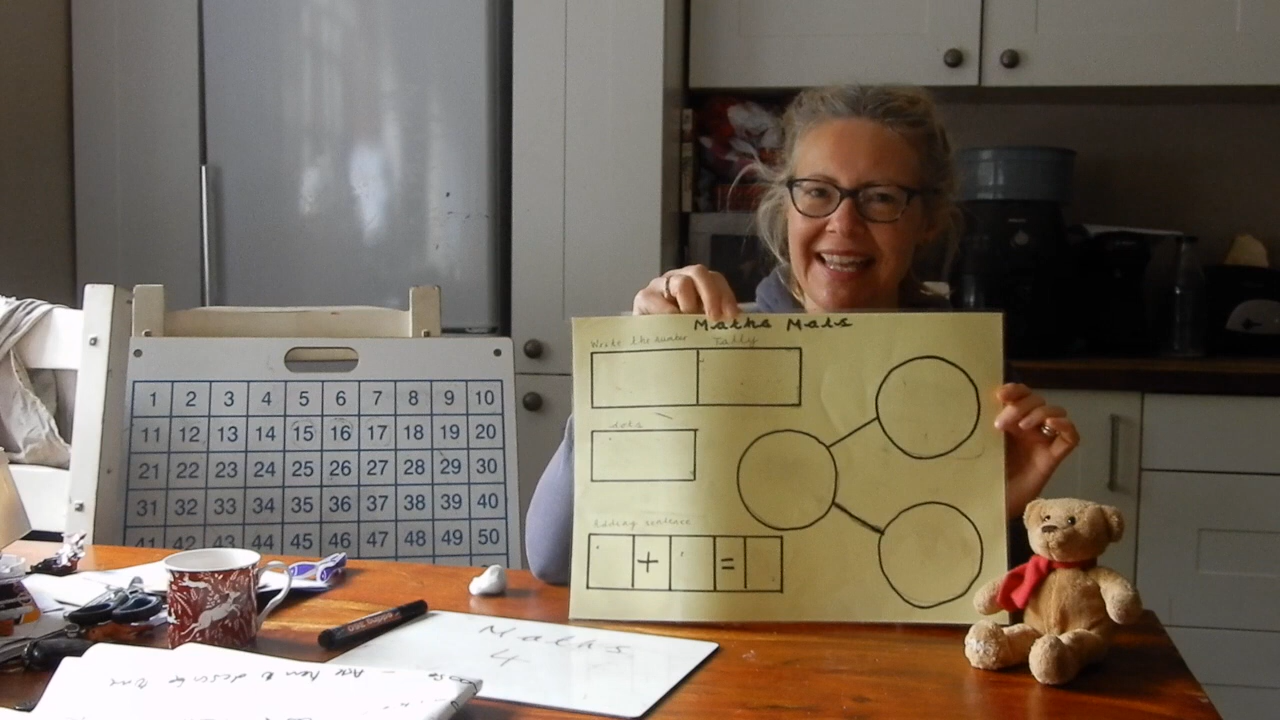 Maths Mats
Write the number Tally
dots
Adding sentence
+ =
1 2 3 4 5 6 7 8 9 10
11 12 13 14 15 16 17 18 19 20
21 22 23 24 25 26 27 28 29 30
31 32 33 34 35 36 37 38 39 40
41 42 43 44 45 46 47 48 49 50
Maths
4